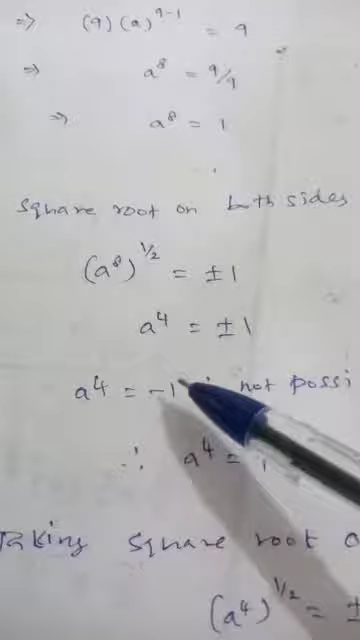 => (9) (a)^9-1 = 9
=> a^8 = 9/9
=> a^8 = 1
Square root on both sides
(a^8)^1/2 = ±1
a^4 = ±1
a^4 = -1 not possi
∴ a^4 = 1
Taking square root
(a^4)^1/2 = ±